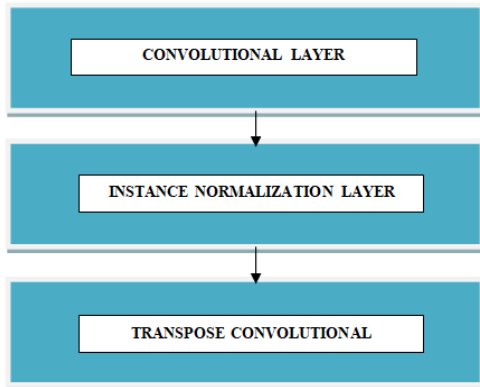 CONVOLUTIONAL LAYER
INSTANCE NORMALIZATION LAYER
TRANSPOSE CONVOLUTIONAL